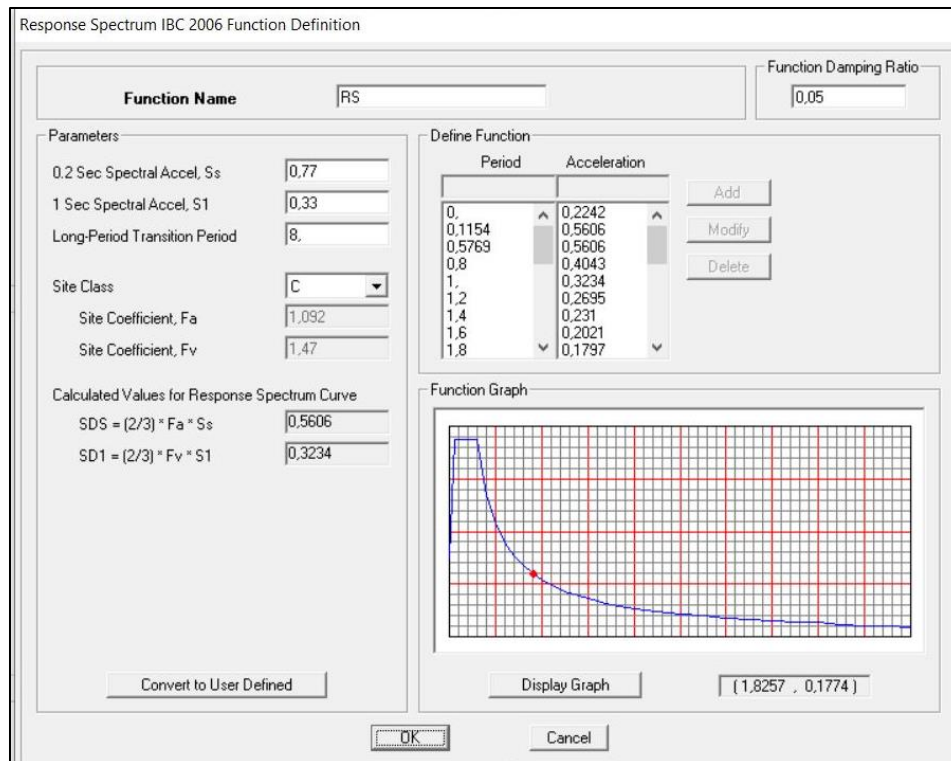 Response Spectrum IBC 2006 Function Definition
Function Name
RS
Function Damping Ratio
0,05
Parameters
0.2 Sec Spectral Accel, Ss
0,77
1 Sec Spectral Accel, S1
0,33
Long-Period Transition Period
8,
Site Class
C
Site Coefficient, Fa
1,092
Site Coefficient, Fv
1,47
Calculated Values for Response Spectrum Curve
SDS = (2/3) * Fa * Ss
0,5606
SD1 = (2/3) * Fv * S1
0,3234
Convert to User Defined
Define Function
Period Acceleration
0, 0,2242
0,1154 0,5606
0,5769 0,5606
0,8 0,4043
1, 0,3234
1,2 0,2695
1,4 0,231
1,6 0,2021
1,8 0,1797
Add
Modify
Delete
Function Graph
Display Graph
(1,8257 , 0,1774)
OK
Cancel